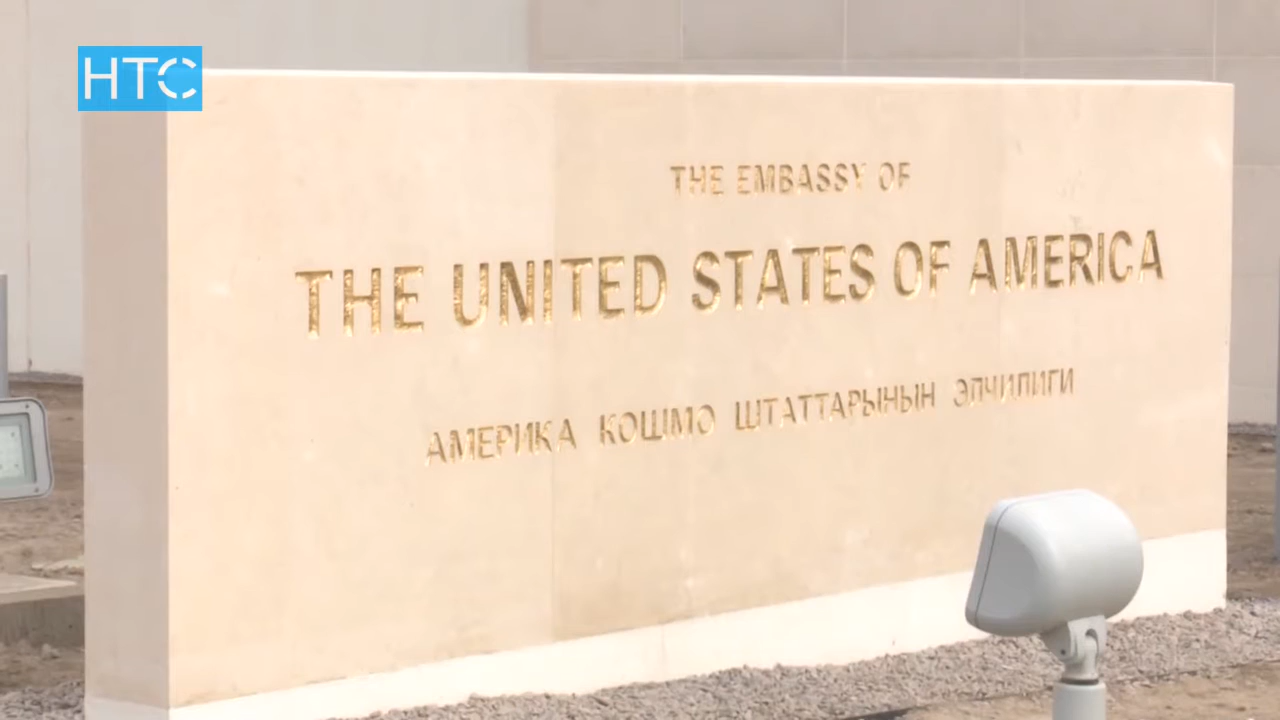 НТС
THE EMBASSY OF
THE UNITED STATES OF AMERICA
АМЕРИКА КОШМО ШТАТТАРЫНЫН ЭЛЧИЛИГИ